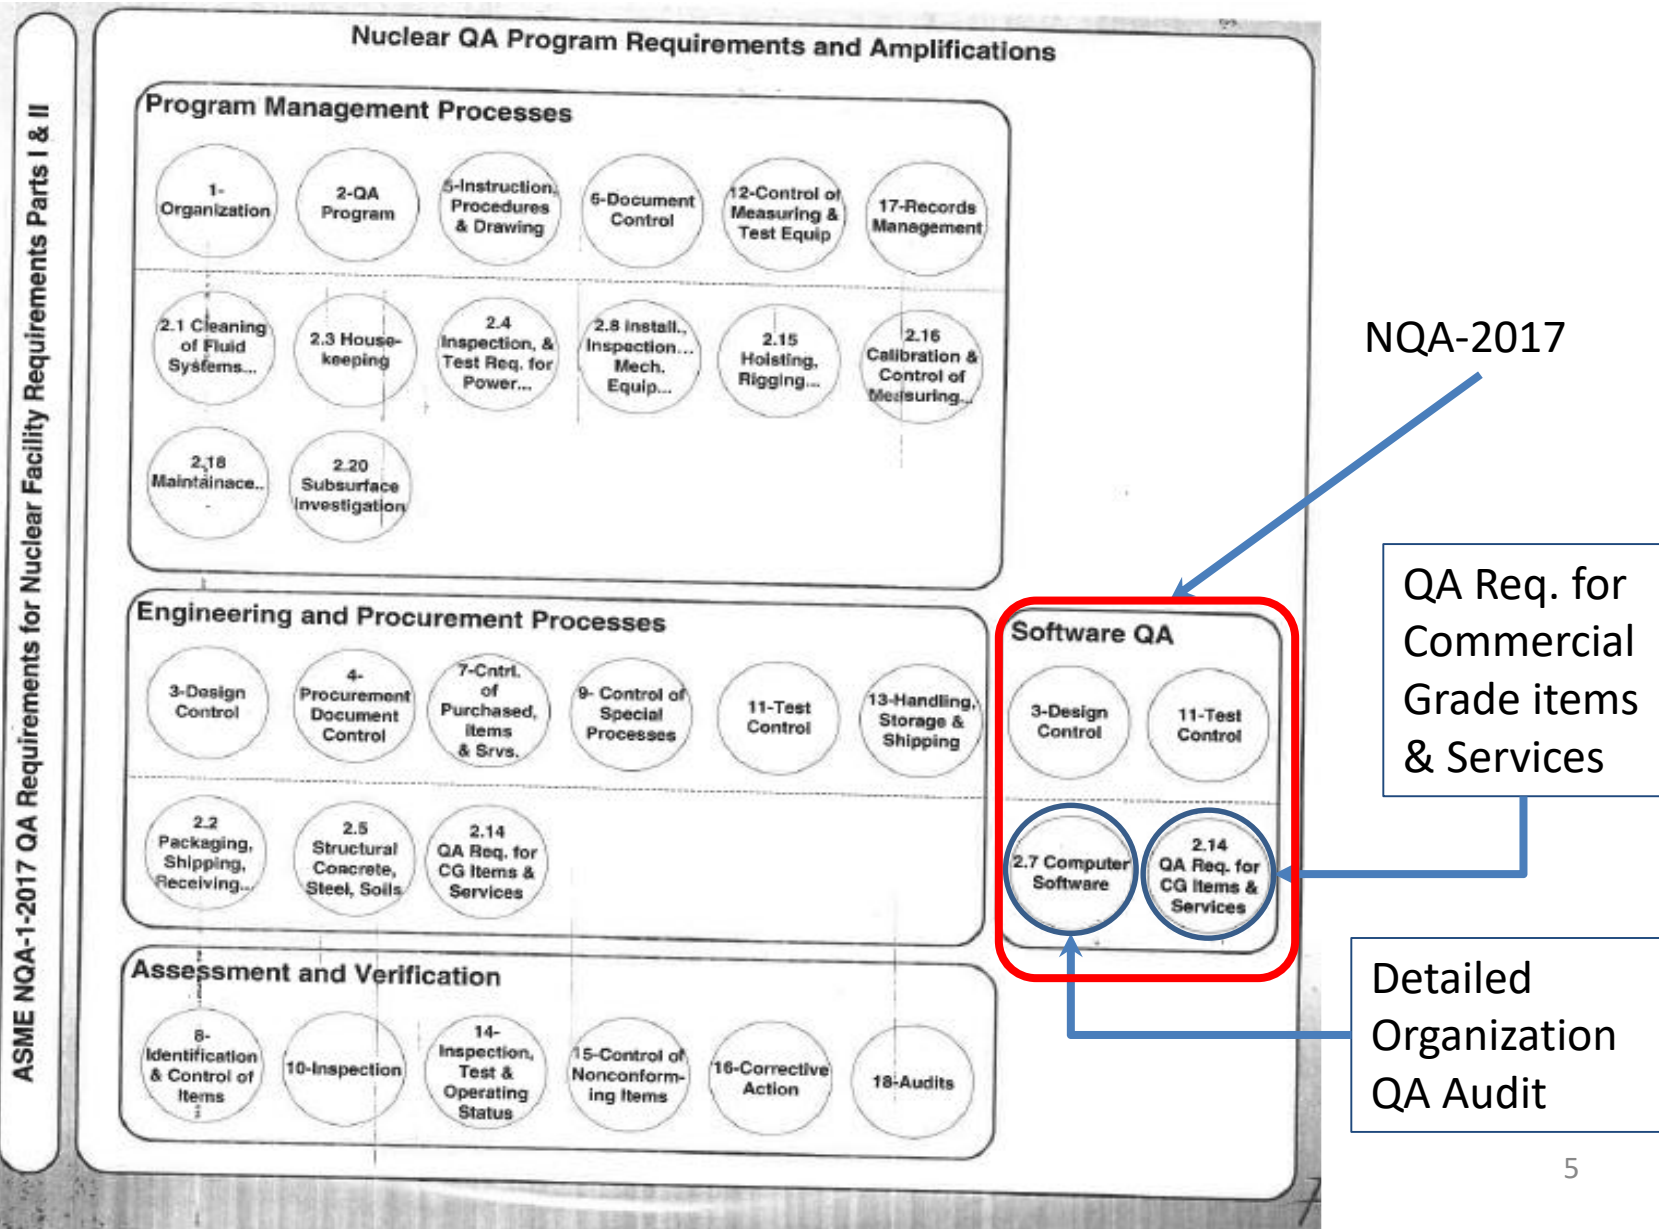 ASME NQA-1-2017 QA Requirements for Nuclear Facility Requirements Parts I & II
Nuclear QA Program Requirements and Amplifications
Program Management Processes
1-
Organization
2-QA
Program
5-Instruction,
Procedures
& Drawing
6-Document
Control
12-Control of
Measuring &
Test Equip
17-Records
Management
2.1 Cleaning
of Fluid
Systems...
2.3 House-
keeping
2.4
Inspection, &
Test Req. for
Power...
2.8 Install.,
Inspection...
Mech.
Equip...
2.15
Hoisting,
Rigging...
2.16
Calibration &
Control of
Measuring...
2.18
Maintainace..
2.20
Subsurface
Investigation
Engineering and Procurement Processes
3-Design
Control
4-
Procurement
Document
Control
7-Cntrl.
of
Purchased,
Items
& Srvs.
9- Control of
Special
Processes
11-Test
Control
13-Handling,
Storage &
Shipping
2.2
Packaging,
Shipping,
Receiving...
2.5
Structural
Concrete,
Steel, Soils
2.14
QA Req. for
CG Items &
Services
Software QA
3-Design
Control
11-Test
Control
2.7 Computer
Software
2.14
QA Req. for
CG Items &
Services
Assessment and Verification
8-
Identification
& Control of
Items
10-Inspection
14-
Inspection,
Test &
Operating
Status
15-Control of
Nonconform-
ing Items
16-Corrective
Action
18-Audits
NQA-2017
QA Req. for
Commercial
Grade items
& Services
Detailed
Organization
QA Audit
5